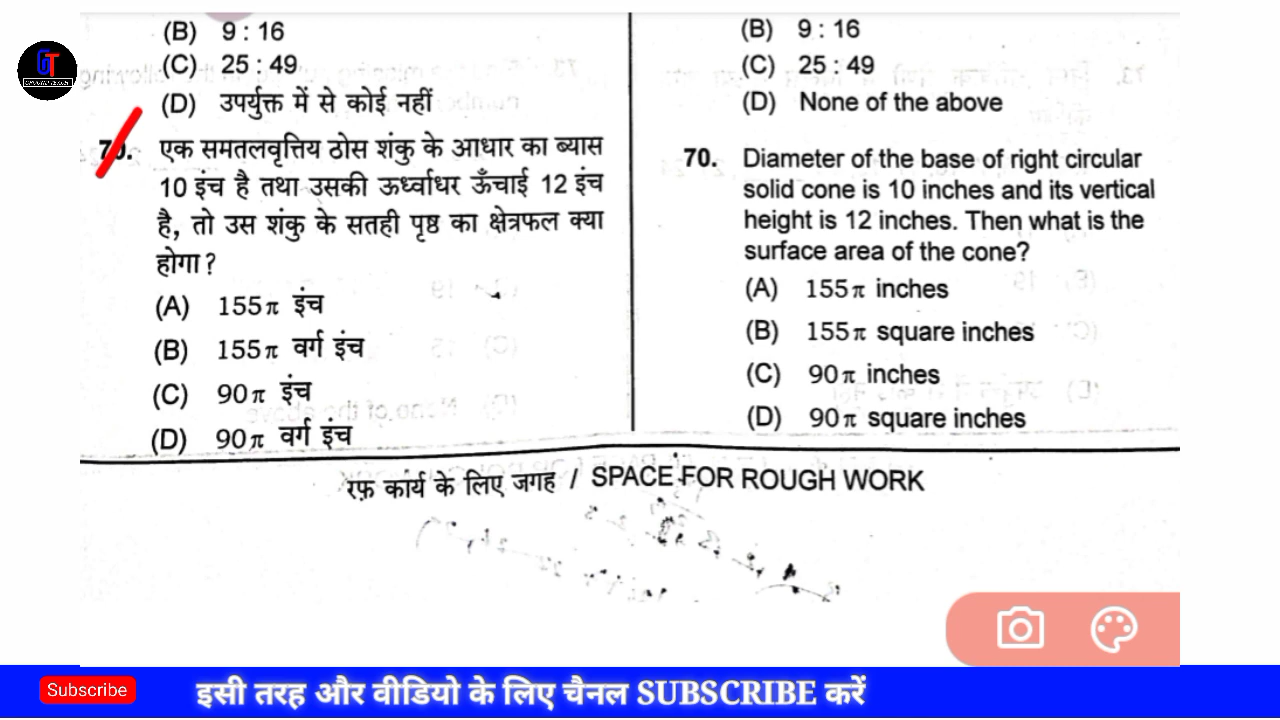 (B) 9 : 16
(C) 25 : 49
(D) उपर्युक्त में से कोई नहीं
70. एक समतलवृत्तिय ठोस शंकु के आधार का ब्यास
10 इंच है तथा उसकी ऊर्ध्वाधर ऊँचाई 12 इंच
है, तो उस शंकु के सतही पृष्ठ का क्षेत्रफल क्या
होगा?
(A) 155π इंच
(B) 155π वर्ग इंच
(C) 90π इंच
(D) 90π वर्ग इंच
(B) 9 : 16
(C) 25 : 49
(D) None of the above
70. Diameter of the base of right circular
solid cone is 10 inches and its vertical
height is 12 inches. Then what is the
surface area of the cone?
(A) 155π inches
(B) 155π square inches
(C) 90π inches
(D) 90π square inches
रफ़ कार्य के लिए जगह / SPACE FOR ROUGH WORK
GT
Subscribe
इसी तरह और वीडियो के लिए चैनल SUBSCRIBE करें